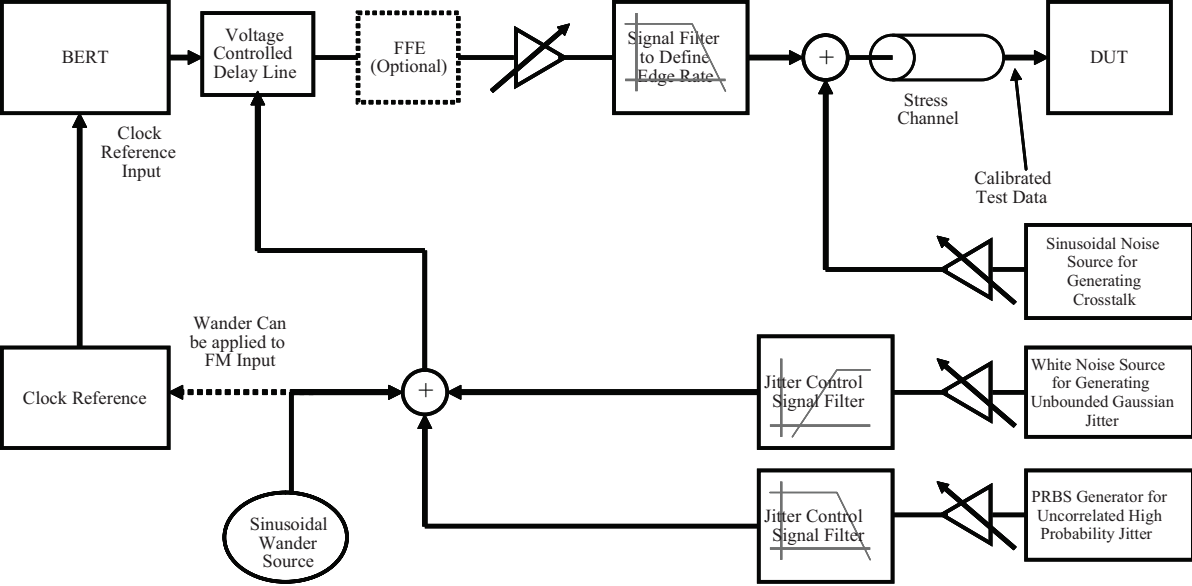 BERT
Voltage
Controlled
Delay Line
FFE
(Optional)
Signal Filter
to Define
Edge Rate
+
Stress
Channel
DUT
Clock
Reference
Input
Calibrated
Test Data
Sinusoidal Noise
Source for
Generating
Crosstalk
Wander Can
be applied to
FM Input
Clock Reference
+
Jitter Control
Signal Filter
White Noise Source
for Generating
Unbounded Gaussian
Jitter
Sinusoidal
Wander
Source
Jitter Control
Signal Filter
PRBS Generator for
Uncorrelated High
Probability Jitter